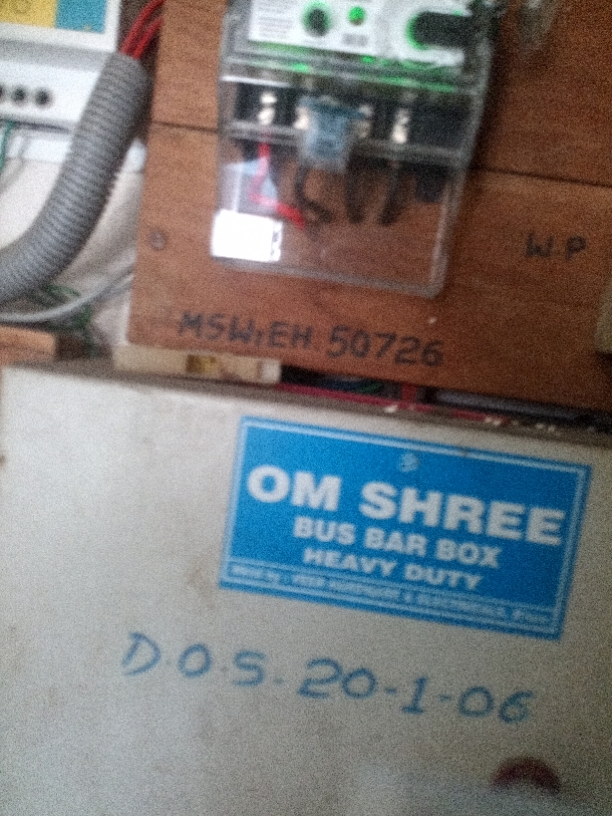 W.P
MSW,EH 50726
OM SHREE
BUS BAR BOX
HEAVY DUTY
D.O.S.-20-1-06